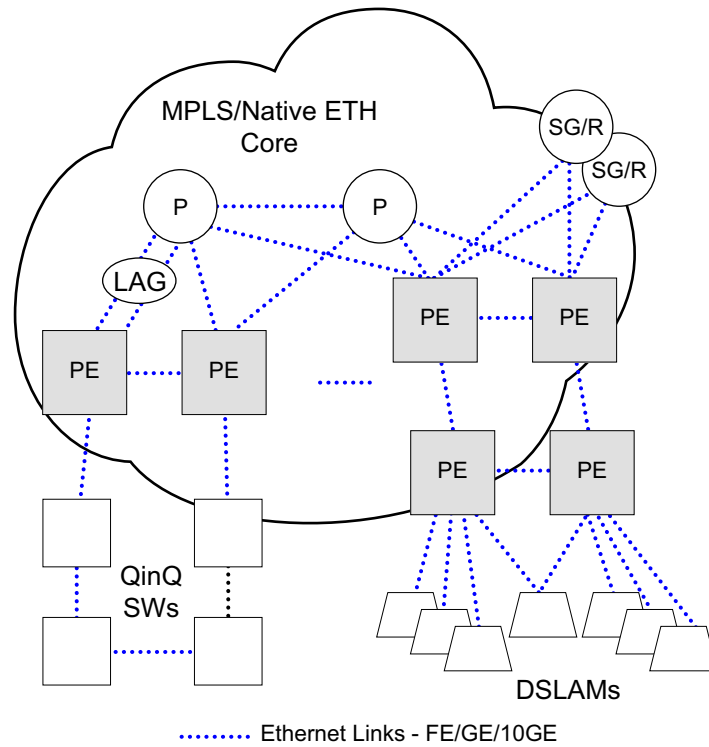 MPLS/Native ETH
Core
SG/R
SG/R
P
P
LAG
PE
PE
PE
PE
PE
PE
QinQ
SWs
DSLAMs
Ethernet Links - FE/GE/10GE